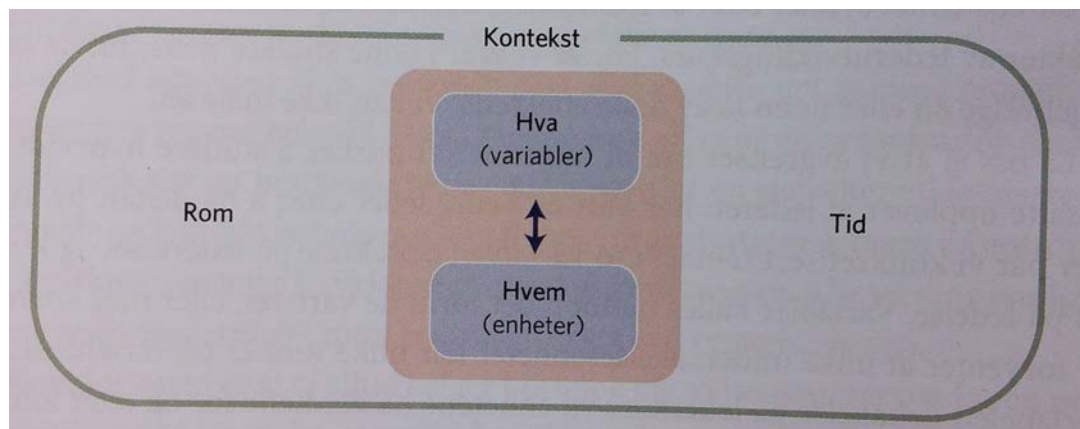 Kontekst
Hva
(variabler)
Rom
Tid
Hvem
(enheter)